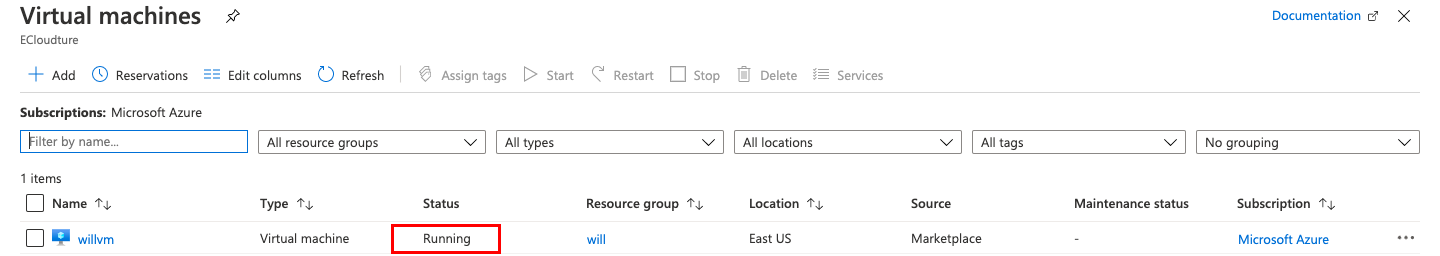 Virtual machines Documentation
ECloudture
Add Reservations Edit columns Refresh Assign tags Start Restart Stop Delete Services
Subscriptions: Microsoft Azure
Filter by name... All resource groups All types All locations All tags No grouping
1 items
Name Type Status Resource group Location Source Maintenance status Subscription
willvm Virtual machine Running will East US Marketplace - Microsoft Azure